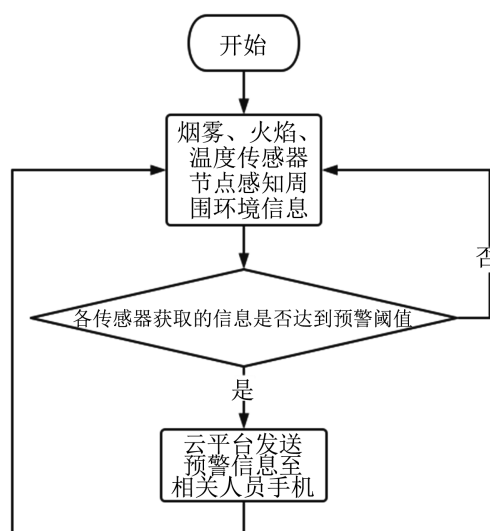 开始
烟雾、火焰、
温度传感器
节点感知周
围环境信息
否
各传感器获取的信息是否达到预警阈值
是
云平台发送
预警信息至
相关人员手机